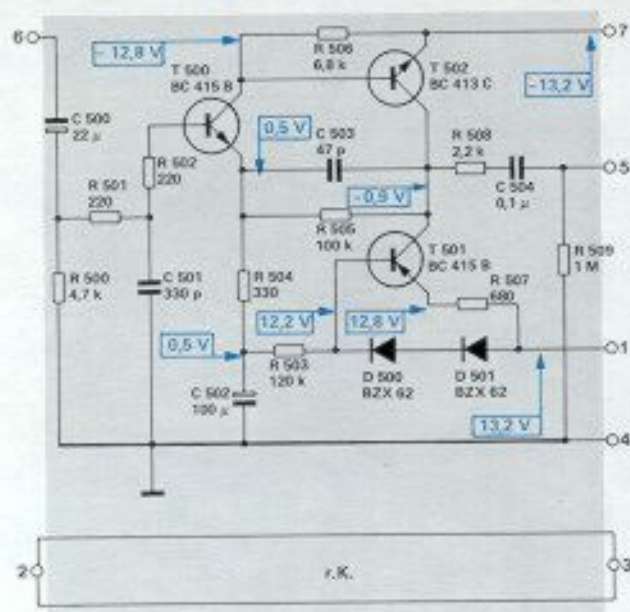 6
- 12,8 V
R 506
6,8 k
7
T 500
BC 415 B
T 502
BC 413 C
-13,2 V
C 500
22 µ
0,5 V
C 503
47 p
R 508
2,2 k
5
R 502
220
R 501
220
- 0,9 V
C 504
0,1 µ
R 505
100 k
T 501
BC 415 B
R 509
1 M
R 500
4,7 k
C 501
330 p
R 504
330
R 507
680
12,2 V
12,8 V
0,5 V
R 503
120 k
1
C 502
100 µ
D 500
BZX 62
D 501
BZX 62
13,2 V
4
2
r.K.
3